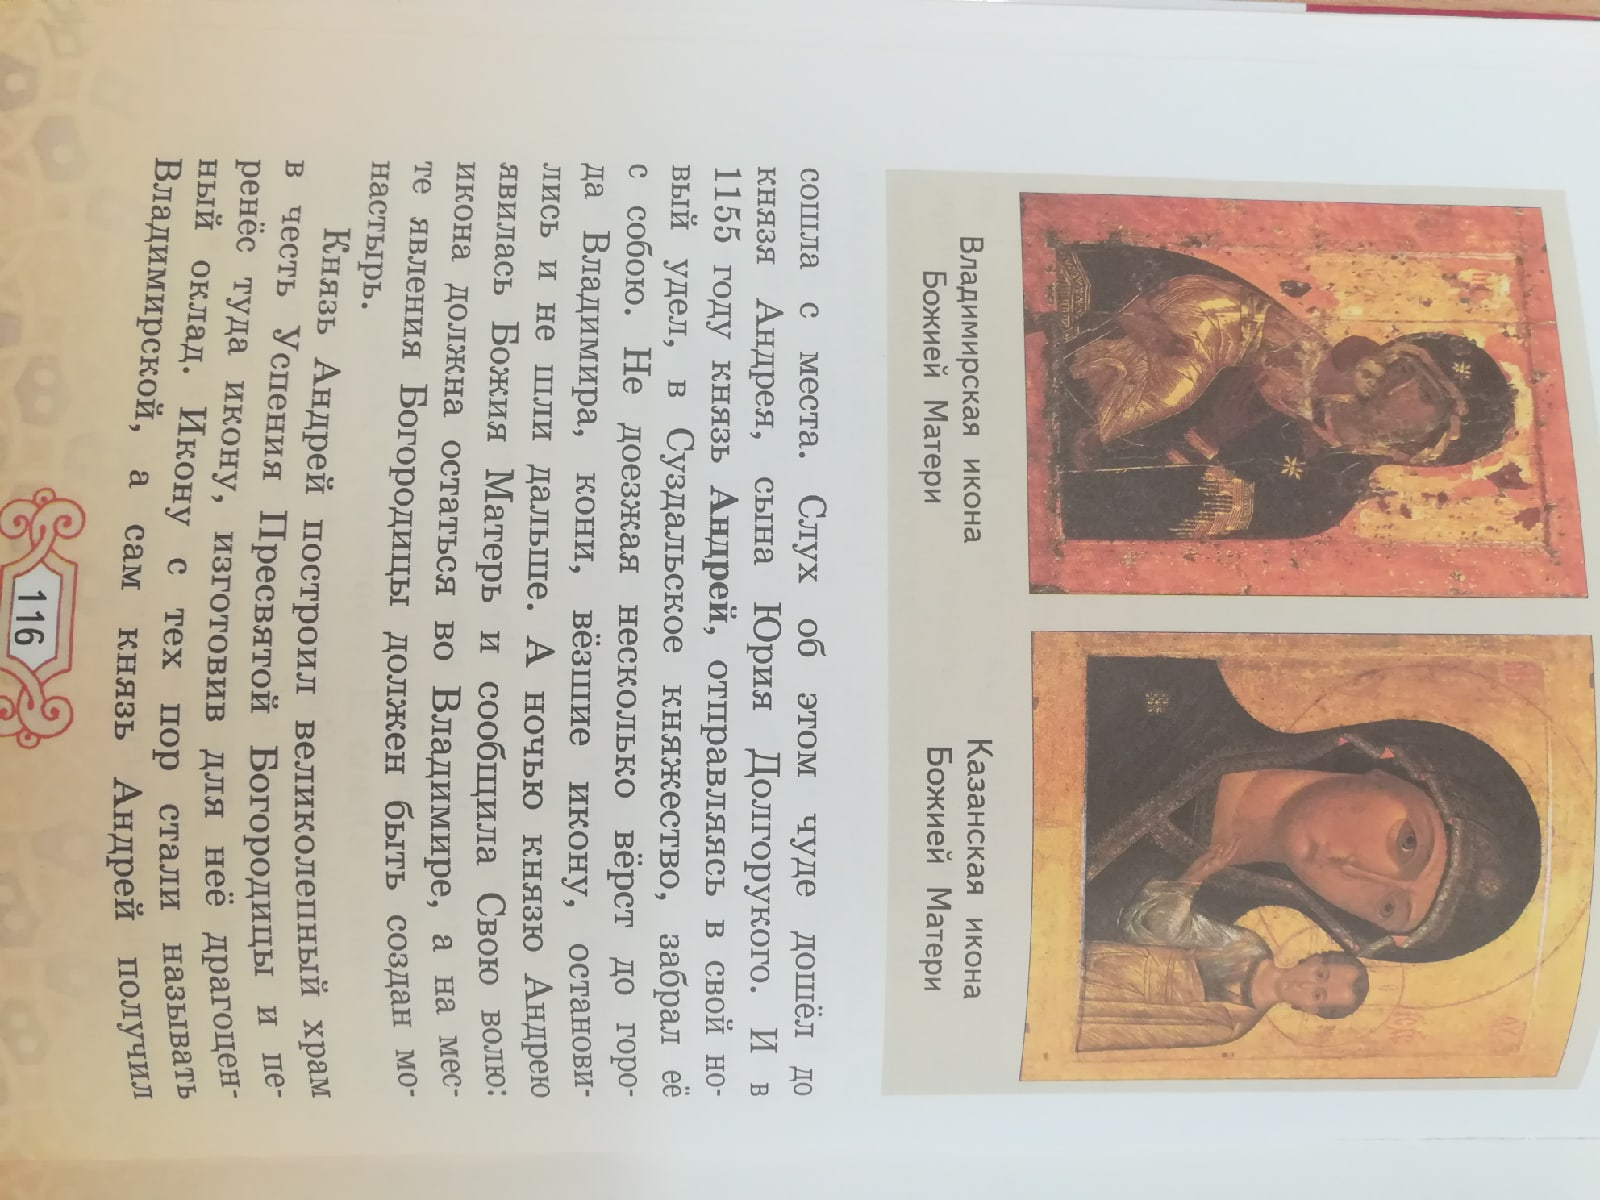 Владимирская икона
Божией Матери
Казанская икона
Божией Матери
сошла с места. Слух об этом чуде дошёл до
князя Андрея, сына Юрия Долгорукого. И в
1155 году князь Андрей, отправляясь в свой но-
вый удел, в Суздальское княжество, забрал её
с собою. Не доезжая несколько вёрст до горо-
да Владимира, кони, вёзшие икону, останови-
лись и не шли дальше. А ночью князю Андрею
явилась Божия Матерь и сообщила Свою волю:
икона должна остаться во Владимире, а на мес-
те явления Богородицы должен быть создан мо-
настырь.
Князь Андрей построил великолепный храм
в честь Успения Пресвятой Богородицы и пе-
ренёс туда икону, изготовив для неё драгоцен-
ный оклад. Икону с тех пор стали называть
Владимирской, а сам князь Андрей получил
116